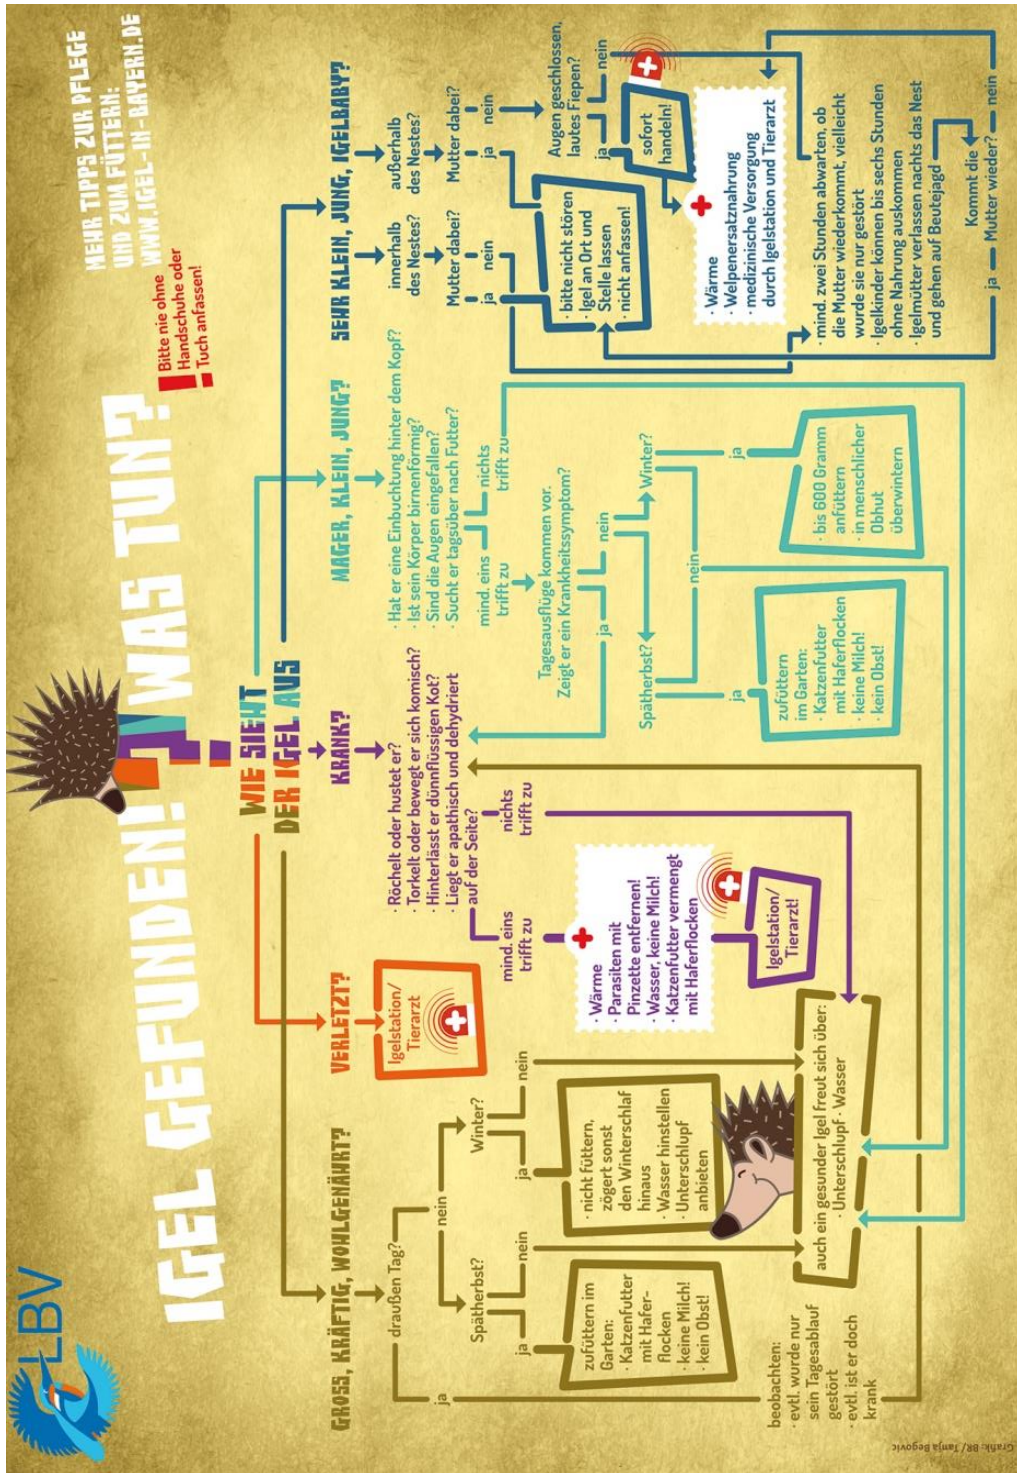 LBV
IGEL GEFUNDEN! WAS TUN?
MEHR TIPPS ZUR PFLEGE
UND ZUM FÜTTERN:
WWW.IGEL-IN-BAYERN.DE
Bitte nie ohne
Handschuhe oder
Tuch anfassen!
WIE SIEHT
DER IGEL AUS
GROSS, KRÄFTIG, WOHLGENÄHRT?
draußen Tag?
ja
nein
Spätherbst?
ja
nein
Winter?
ja
nein
zufüttern im
Garten:
· Katzenfutter
mit Hafer-
flocken
· keine Milch!
· kein Obst!
· nicht füttern,
zögert sonst
den Winterschlaf
hinaus
· Wasser hinstellen
· Unterschlupf
anbieten
beobachten:
· evtl. wurde nur
sein Tagesablauf
gestört
· evtl. ist er doch
krank
auch ein gesunder Igel freut sich über:
· Unterschlupf · Wasser
VERLETZT?
Igelstation/
Tierarzt
KRANK?
· Röchelt oder hustet er?
· Torkelt oder bewegt er sich komisch?
· Hinterlässt er dünnflüssigen Kot?
· Liegt er apathisch und dehydriert
auf der Seite?
mind. eins
trifft zu
nichts
trifft zu
· Wärme
· Parasiten mit
Pinzette entfernen!
· Wasser, keine Milch!
· Katzenfutter vermengt
mit Haferflocken
Igelstation/
Tierarzt!
MAGER, KLEIN, JUNG?
· Hat er eine Einbuchtung hinter dem Kopf?
· Ist sein Körper birnenförmig?
· Sind die Augen eingefallen?
· Sucht er tagsüber nach Futter?
mind. eins
trifft zu
nichts
trifft zu
Tagesausflüge kommen vor.
Zeigt er ein Krankheitssymptom?
ja
nein
Spätherbst?
Winter?
ja
nein
ja
zufüttern
im Garten:
· Katzenfutter
mit Haferflocken
· keine Milch!
· kein Obst!
· bis 600 Gramm
anfüttern
· in menschlicher
Obhut
überwintern
SEHR KLEIN, JUNG, IGELBABY?
innerhalb
des Nestes?
außerhalb
des Nestes?
Mutter dabei?
ja
nein
Mutter dabei?
ja
nein
Augen geschlossen,
lautes Fiepen?
ja
nein
· bitte nicht stören
· Igel an Ort und
Stelle lassen
· nicht anfassen!
sofort
handeln!
· Wärme
· Welpenersatznahrung
· medizinische Versorgung
durch Igelstation und Tierarzt
· mind. zwei Stunden abwarten, ob
die Mutter wiederkommt, vielleicht
wurde sie nur gestört
· Igelkinder können bis sechs Stunden
ohne Nahrung auskommen
· Igelmütter verlassen nachts das Nest
und gehen auf Beutejagd
Kommt die
Mutter wieder?
ja
nein
Grafik: BR/ Tanja Begovic